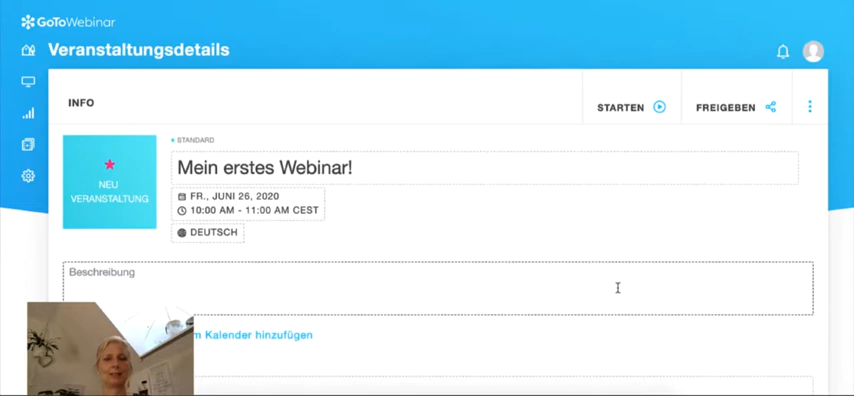 GoToWebinar
Veranstaltungsdetails
INFO
STARTEN
FREIGEBEN
STANDARD
NEU
VERANSTALTUNG
Mein erstes Webinar!
FR., JUNI 26, 2020
10:00 AM - 11:00 AM CEST
DEUTSCH
Beschreibung
Kalender hinzufügen